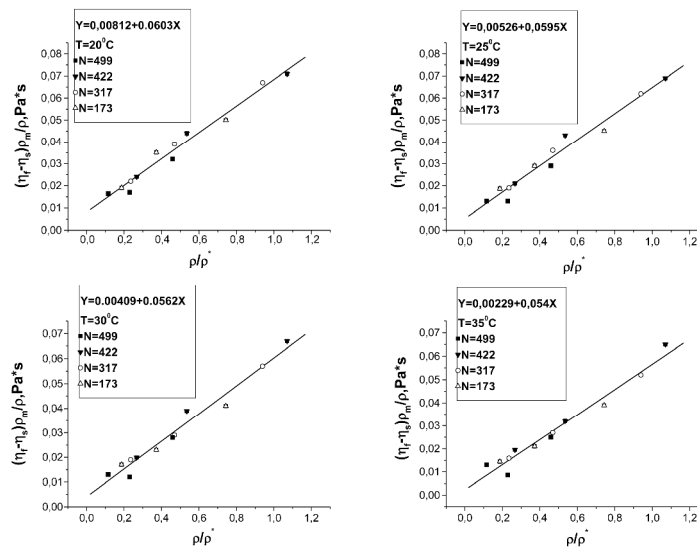 Y=0,00812+0.0603X
T=20⁰C
N=499
N=422
N=317
N=173
0,08
0,07
0,06
0,05
0,04
0,03
0,02
0,01
0,00
0,0 0,2 0,4 0,6 0,8 1,0 1,2
(ηf-ηs)ρm/ρ,Pa*s
ρ/ρ*
Y=0,00526+0,0595X
T=25⁰C
N=499
N=422
N=317
N=173
0,08
0,07
0,06
0,05
0,04
0,03
0,02
0,01
0,00
0,0 0,2 0,4 0,6 0,8 1,0 1,2
(ηf-ηs)ρm/ρ,Pa*s
ρ/ρ*
Y=0.00409+0.0562X
T=30⁰C
N=499
N=422
N=317
N=173
0,07
0,06
0,05
0,04
0,03
0,02
0,01
0,00
0,0 0,2 0,4 0,6 0,8 1,0 1,2
(ηf-ηs)ρm/ρ,Pa*s
ρ/ρ*
Y=0,00229+0,054X
T=35⁰C
N=499
N=422
N=317
N=173
0,07
0,06
0,05
0,04
0,03
0,02
0,01
0,00
0,0 0,2 0,4 0,6 0,8 1,0 1,2
(ηf-ηs)ρm/ρ,Pa*s
ρ/ρ*